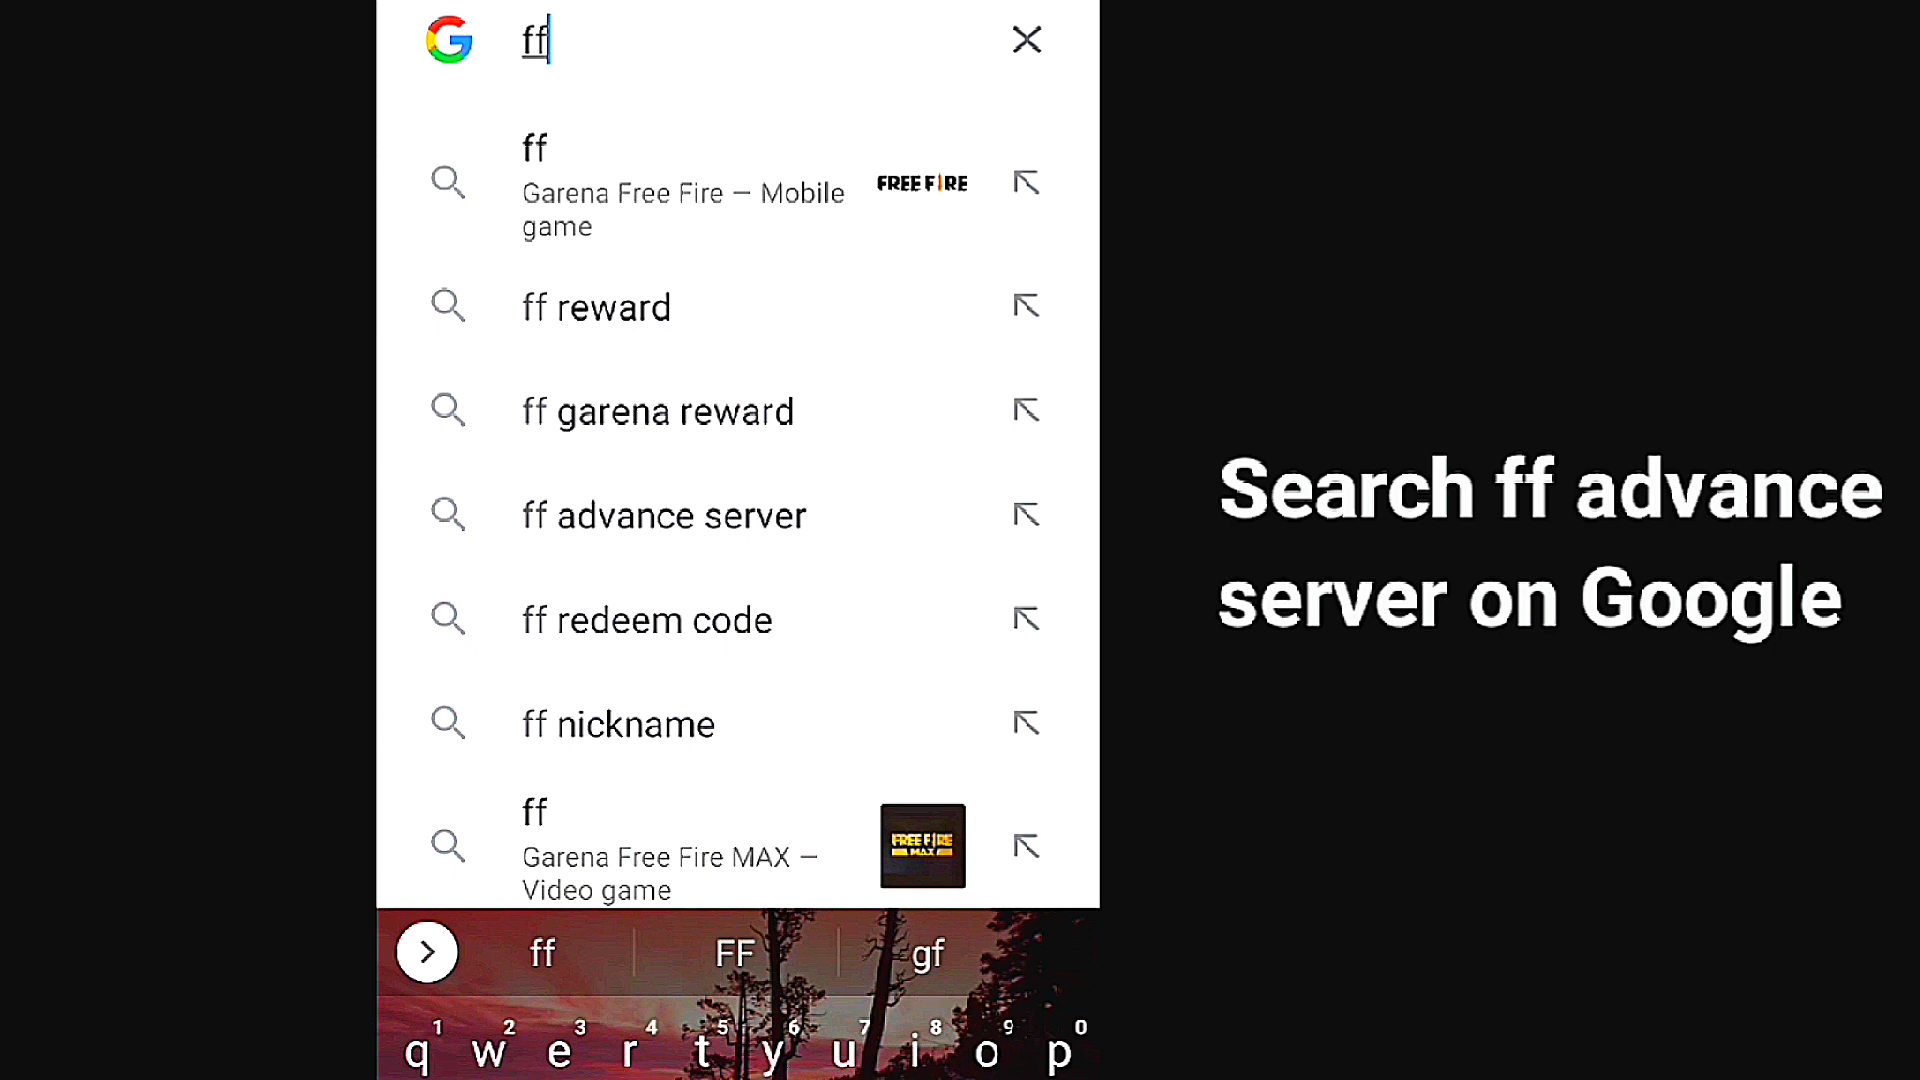 ff
ff
Garena Free Fire – Mobile
game
FREE FIRE
ff reward
ff garena reward
ff advance server
ff redeem code
ff nickname
ff
Garena Free Fire MAX –
Video game
FREE FIRE
MAX
ff FF gf
1 2 3 4 5 6 7 8 9 0
q w e r t y u i o p
Search ff advance
server on Google